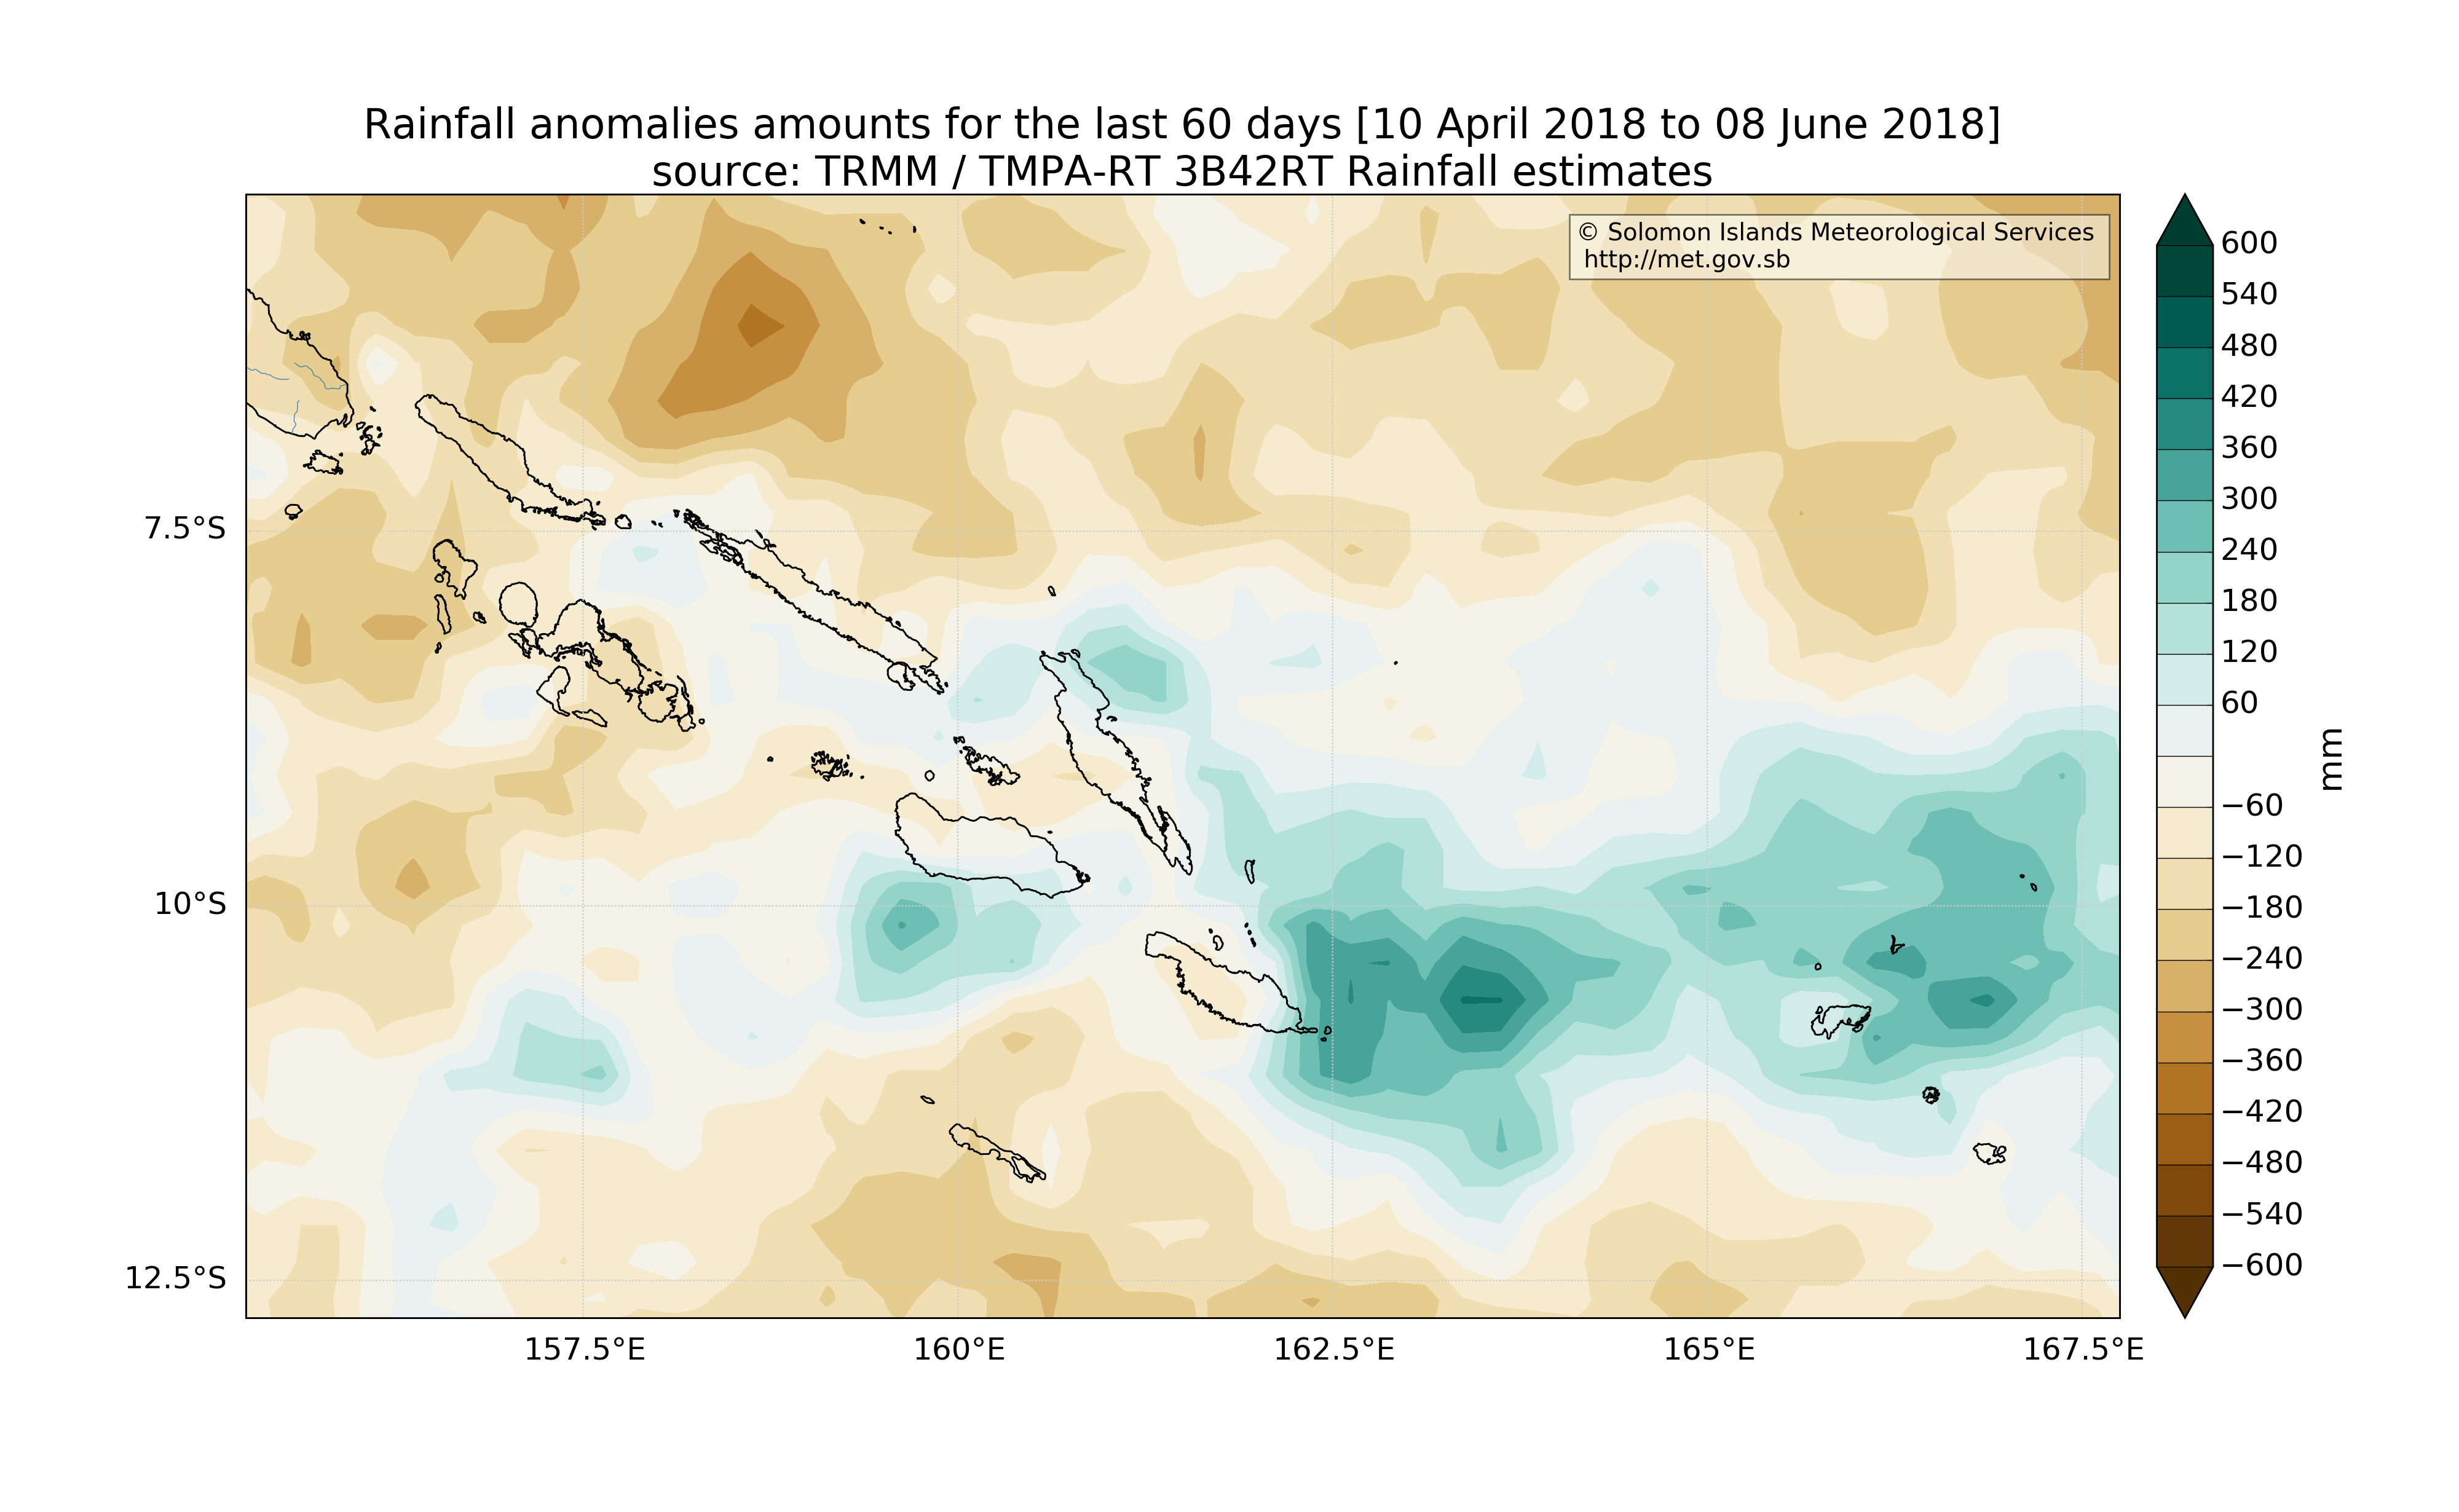 Rainfall anomalies amounts for the last 60 days [10 April 2018 to 08 June 2018]
source: TRMM / TMPA-RT 3B42RT Rainfall estimates
© Solomon Islands Meteorological Services
http://met.gov.sb
7.5°S
10°S
12.5°S
157.5°E
160°E
162.5°E
165°E
167.5°E
600
540
480
420
360
300
240
180
120
60
−60
−120
−180
−240
−300
−360
−420
−480
−540
−600
mm